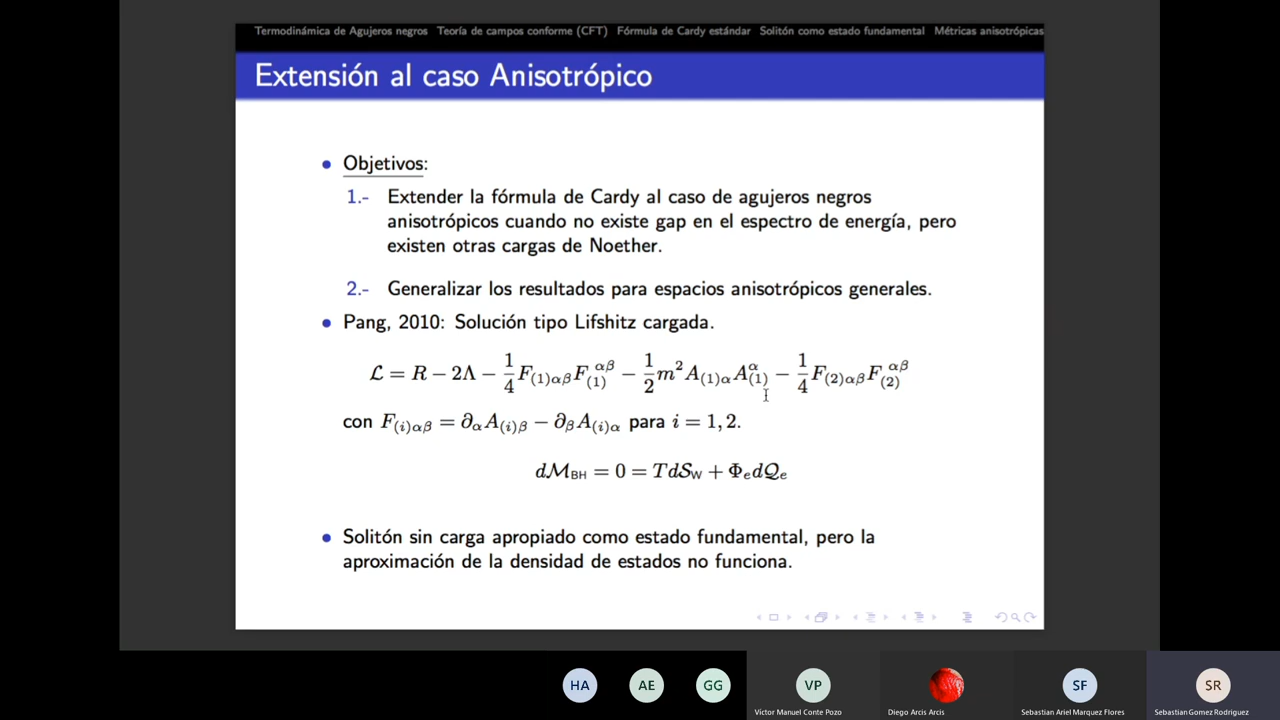 Termodinámica de Agujeros negros Teoría de campos conforme (CFT) Fórmula de Cardy estándar Solitón como estado fundamental Métricas anisotrópicas
Extensión al caso Anisotrópico
• Objetivos:
1.- Extender la fórmula de Cardy al caso de agujeros negros
anisotrópicos cuando no existe gap en el espectro de energía, pero
existen otras cargas de Noether.
2.- Generalizar los resultados para espacios anisotrópicos generales.
• Pang, 2010: Solución tipo Lifshitz cargada.
ℒ = R − 2Λ − 1/4 F_{(1)αβ} F_{(1)}^{αβ} − 1/2 m² A_{(1)α} A_{(1)}^{α} − 1/4 F_{(2)αβ} F_{(2)}^{αβ}
con F_{(i)αβ} = ∂_α A_{(i)β} − ∂_β A_{(i)α} para i = 1, 2.
dℳ_{BH} = 0 = Td𝒮_W + Φ_e d𝒬_e
• Solitón sin carga apropiado como estado fundamental, pero la
aproximación de la densidad de estados no funciona.
HA AE GG VP SF SR
Víctor Manuel Conte Pozo Diego Arcis Arcis Sebastian Ariel Marquez Flores Sebastian Gomez Rodriguez